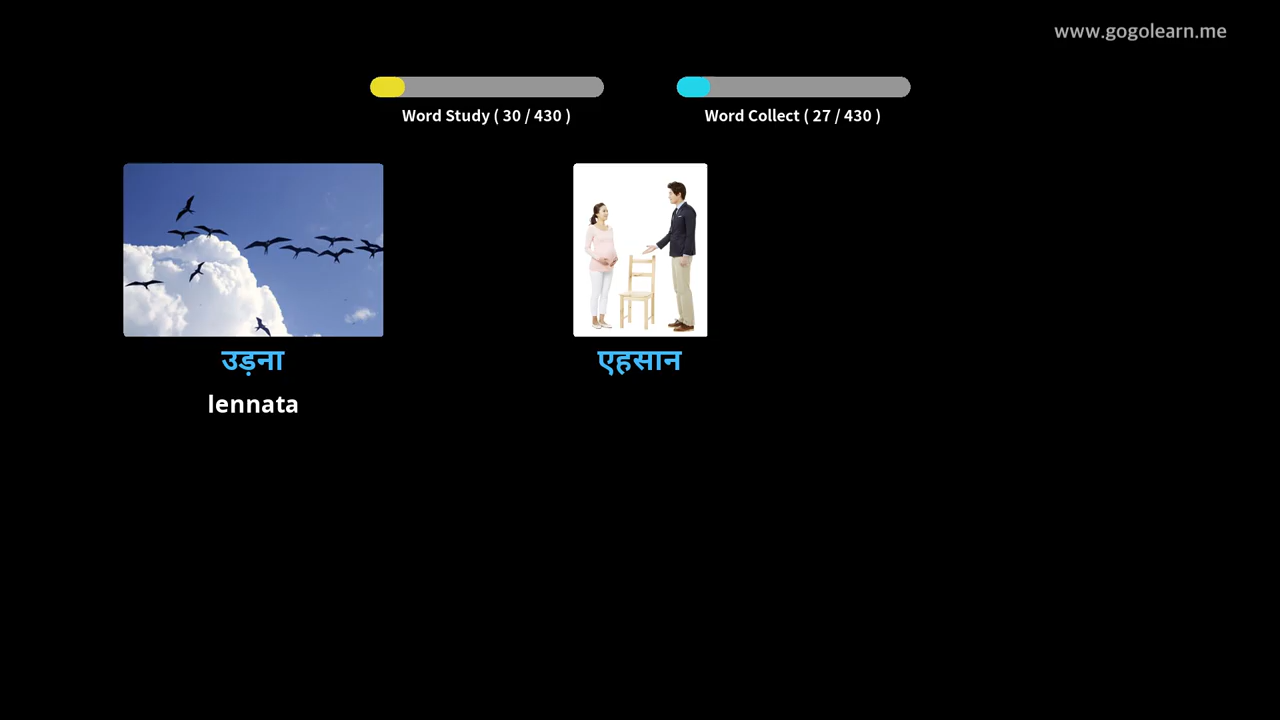 www.gogolearn.me
Word Study ( 30 / 430 )
Word Collect ( 27 / 430 )
उड़ना
एहसान
lennata